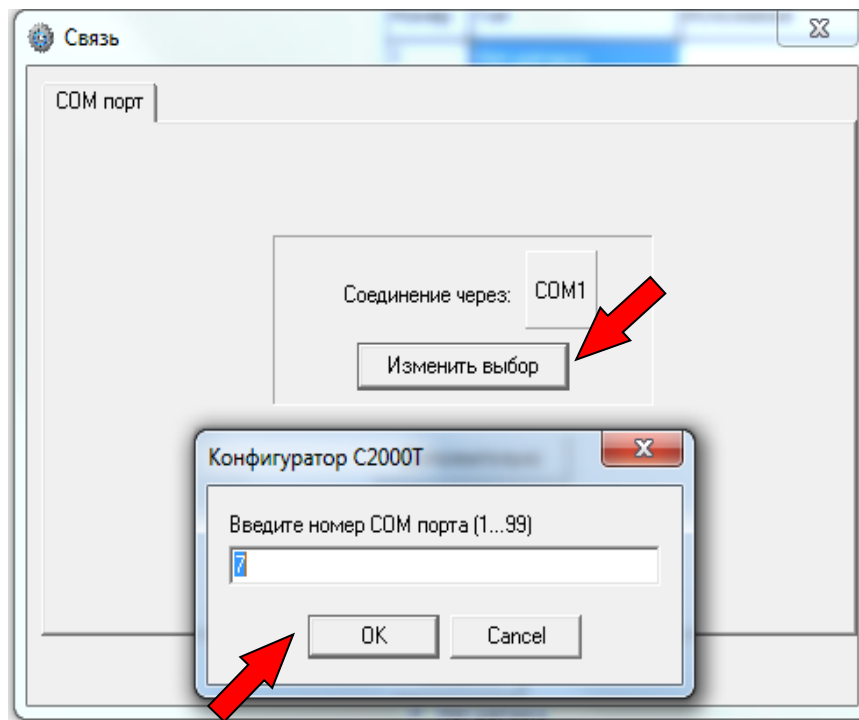 Связь
COM порт
Соединение через: COM1
Изменить выбор
Конфигуратор С2000Т
Введите номер COM порта (1...99)
7
OK Cancel